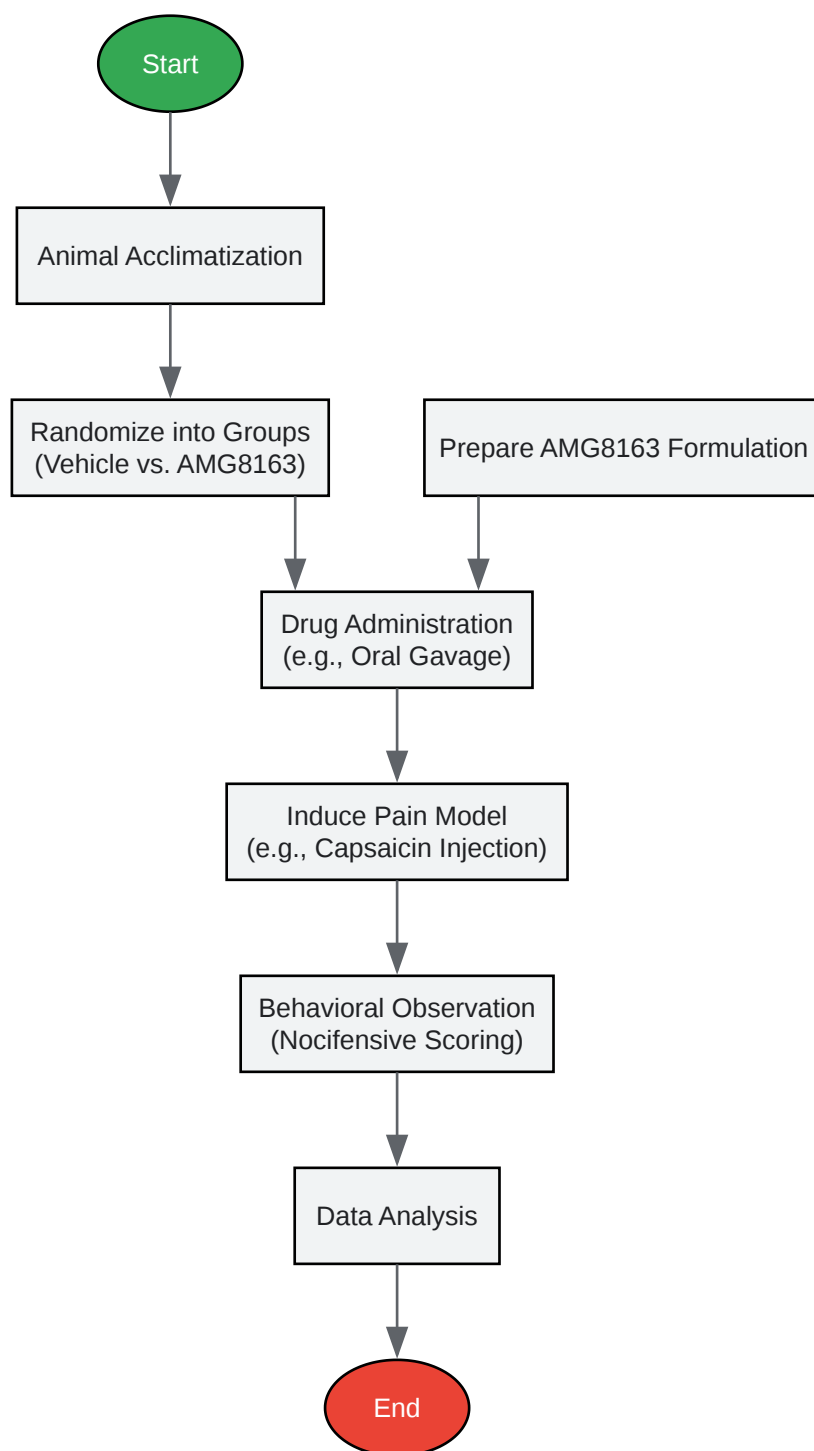 Start
Animal Acclimatization
Randomize into Groups
(Vehicle vs. AMG8163)
Prepare AMG8163 Formulation
Drug Administration
(e.g., Oral Gavage)
Induce Pain Model
(e.g., Capsaicin Injection)
Behavioral Observation
(Nocifensive Scoring)
Data Analysis
End